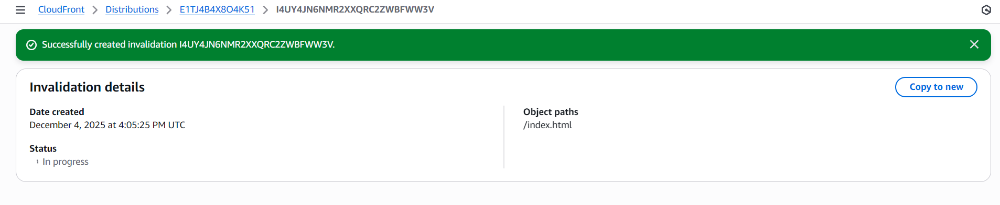 CloudFront > Distributions > E1TJ4B4X8O4K51 > I4UY4JN6NMR2XXQRC2ZWBFWW3V
Successfully created invalidation I4UY4JN6NMR2XXQRC2ZWBFWW3V.
Invalidation details
Copy to new
Date created
December 4, 2025 at 4:05:25 PM UTC
Status
In progress
Object paths
/index.html